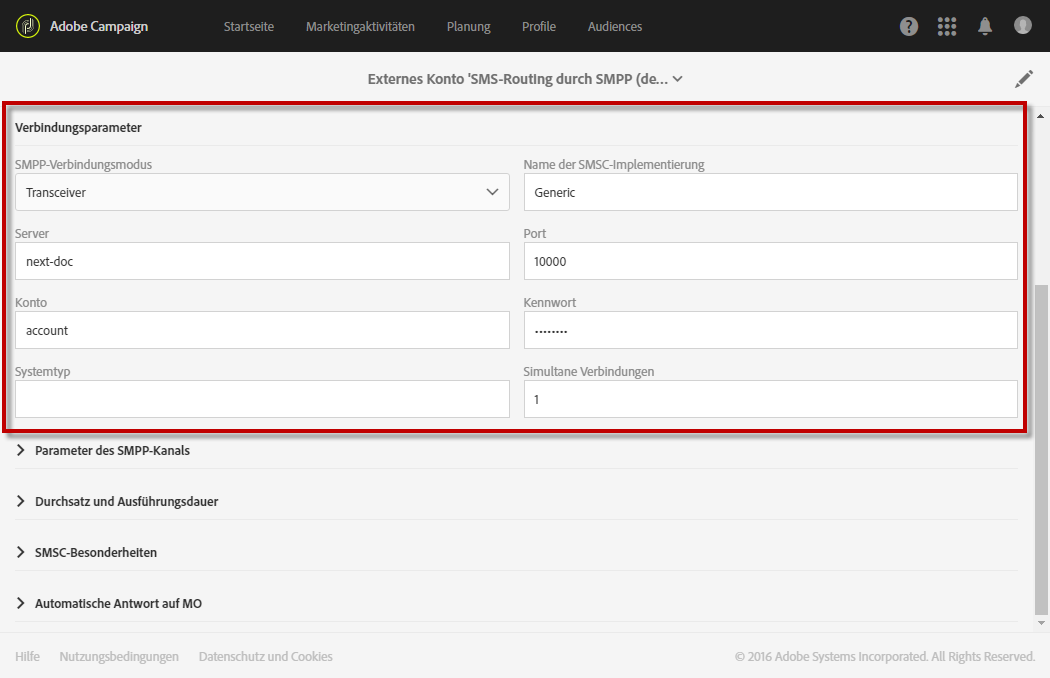 Adobe Campaign Startseite Marketingaktivitäten Planung Profile Audiences
Externes Konto 'SMS-Routing durch SMPP (de...
Verbindungsparameter
SMPP-Verbindungsmodus Name der SMSC-Implementierung
Transceiver Generic
Server Port
next-doc 10000
Konto Kennwort
account ........
Systemtyp Simultane Verbindungen
1
Parameter des SMPP-Kanals
Durchsatz und Ausführungsdauer
SMSC-Besonderheiten
Automatische Antwort auf MO
Hilfe Nutzungsbedingungen Datenschutz und Cookies © 2016 Adobe Systems Incorporated. All Rights Reserved.